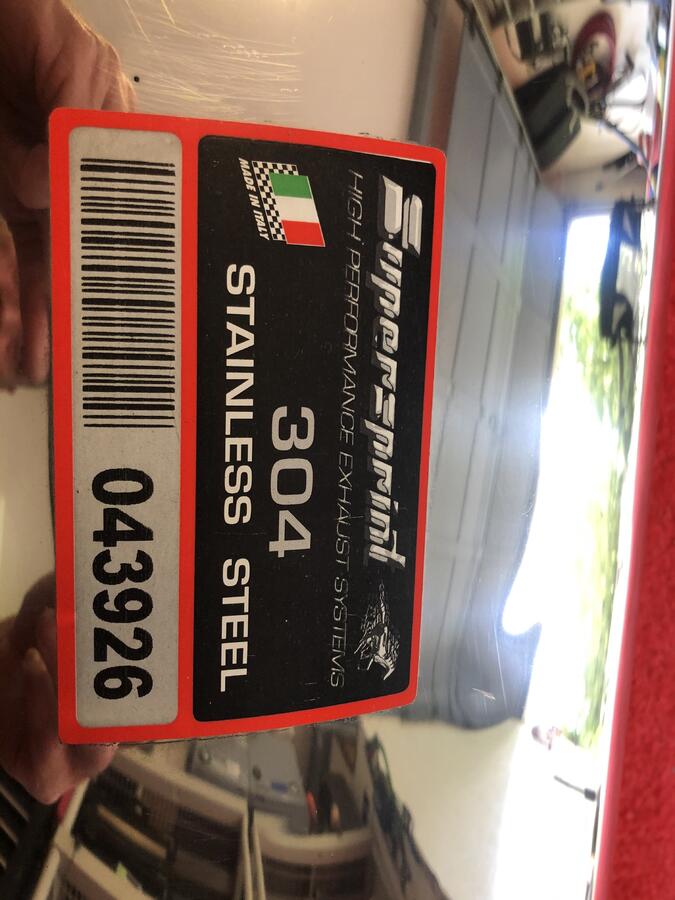 Supersprint
HIGH PERFORMANCE EXHAUST SYSTEMS
MADE IN ITALY
304
STAINLESS STEEL
043926